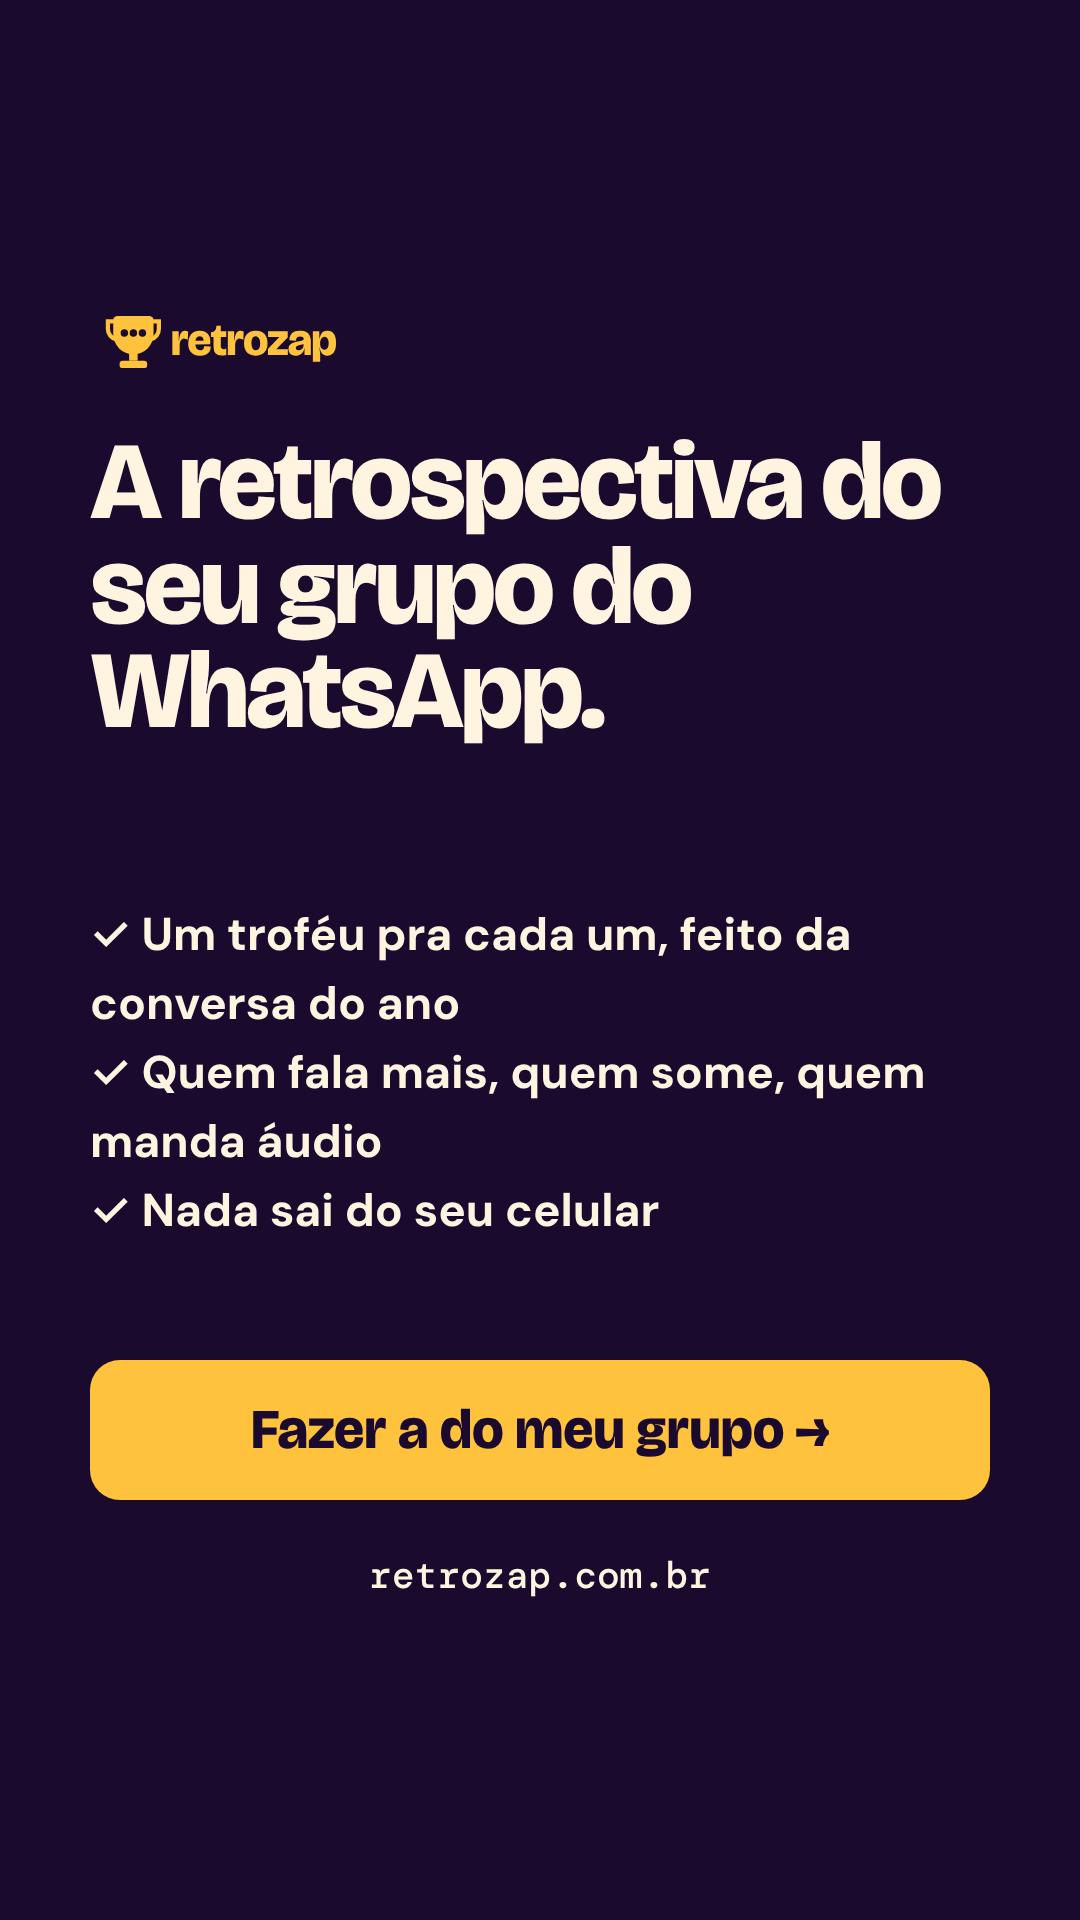 retrozap
A retrospectiva do
seu grupo do
WhatsApp.
✓ Um troféu pra cada um, feito da
conversa do ano
✓ Quem fala mais, quem some, quem
manda áudio
✓ Nada sai do seu celular
Fazer a do meu grupo →
retrozap.com.br